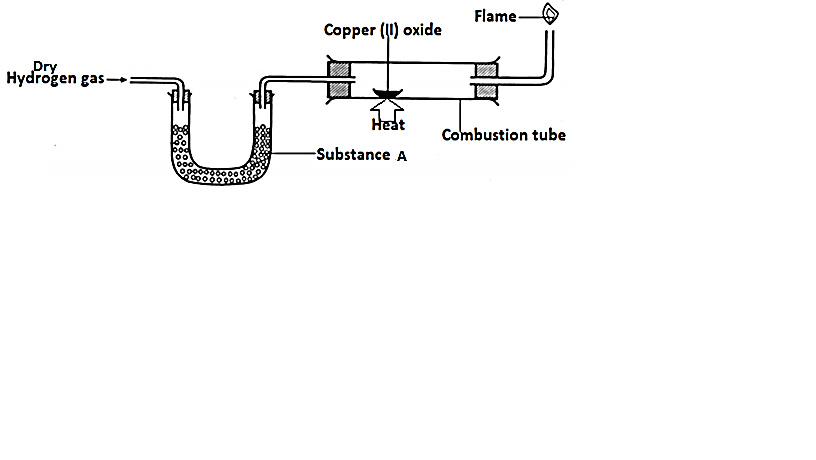 Flame
Copper (II) oxide
Dry
Hydrogen gas
Heat
Combustion tube
Substance A